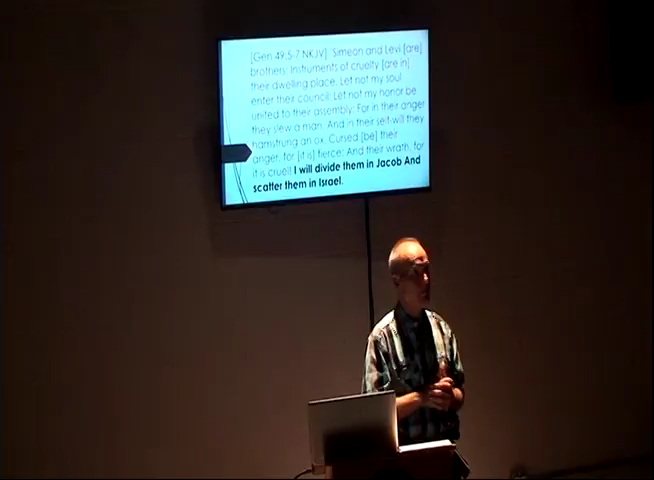 [Gen 49:5-7 NKJV] Simeon and Levi [are]
brothers; Instruments of cruelty [are in]
their dwelling place. Let not my soul
enter their council; Let not my honor be
united to their assembly; For in their anger
they slew a man, And in their self-will they
hamstrung an ox. Cursed [be] their
anger, for [it is] fierce; And their wrath, for
it is cruel! I will divide them in Jacob And
scatter them in Israel.